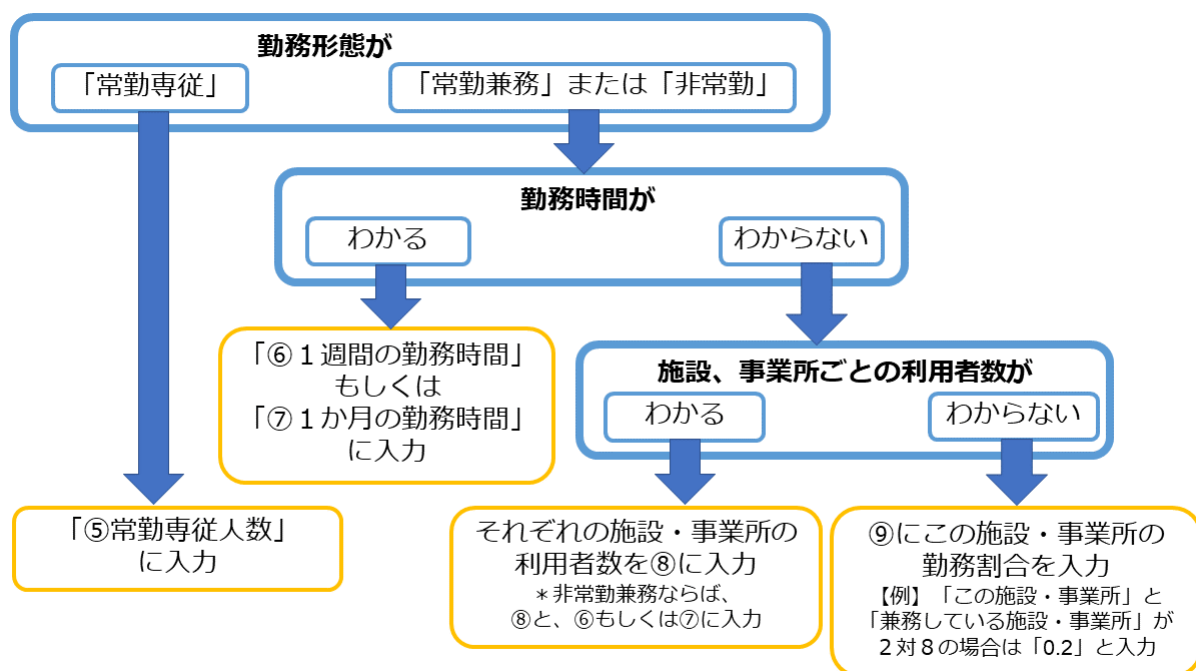 勤務形態が
「常勤専従」
「常勤兼務」または「非常勤」
勤務時間が
わかる
わからない
「⑥１週間の勤務時間」
もしくは
「⑦１か月の勤務時間」
に入力
施設、事業所ごとの利用者数が
わかる
わからない
「⑤常勤専従人数」
に入力
それぞれの施設・事業所の
利用者数を⑧に入力
＊非常勤兼務ならば、
⑧と、⑥もしくは⑦に入力
⑨にこの施設・事業所の
勤務割合を入力
【例】「この施設・事業所」と
「兼務している施設・事業所」が
２対８の場合は「0.2」と入力